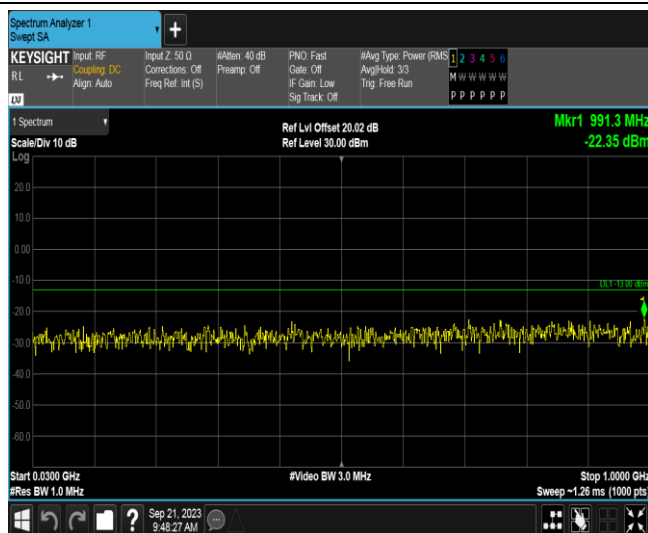 Spectrum Analyzer 1
Swept SA
+
KEYSIGHT
RL
LXI
Input: RF
Coupling: DC
Align: Auto
Input Z: 50 Ω
Corrections: Off
Freq Ref: Int (S)
#Atten: 40 dB
Preamp: Off
PNO: Fast
Gate: Off
IF Gain: Low
Sig Track: Off
#Avg Type: Power (RMS
Avg|Hold: 3/3
Trig: Free Run
1 2 3 4 5 6
M W W W W W
P P P P P P
1 Spectrum
Scale/Div 10 dB
Log
Ref Lvl Offset 20.02 dB
Ref Level 30.00 dBm
Mkr1 991.3 MHz
-22.35 dBm
20.0
10.0
0.00
-10.0
DL1 -13.00 dBm
-20.0
-30.0
-40.0
-50.0
-60.0
Start 0.0300 GHz
#Res BW 1.0 MHz
#Video BW 3.0 MHz
Stop 1.0000 GHz
Sweep ~1.26 ms (1000 pts)
?
Sep 21, 2023
9:48:27 AM